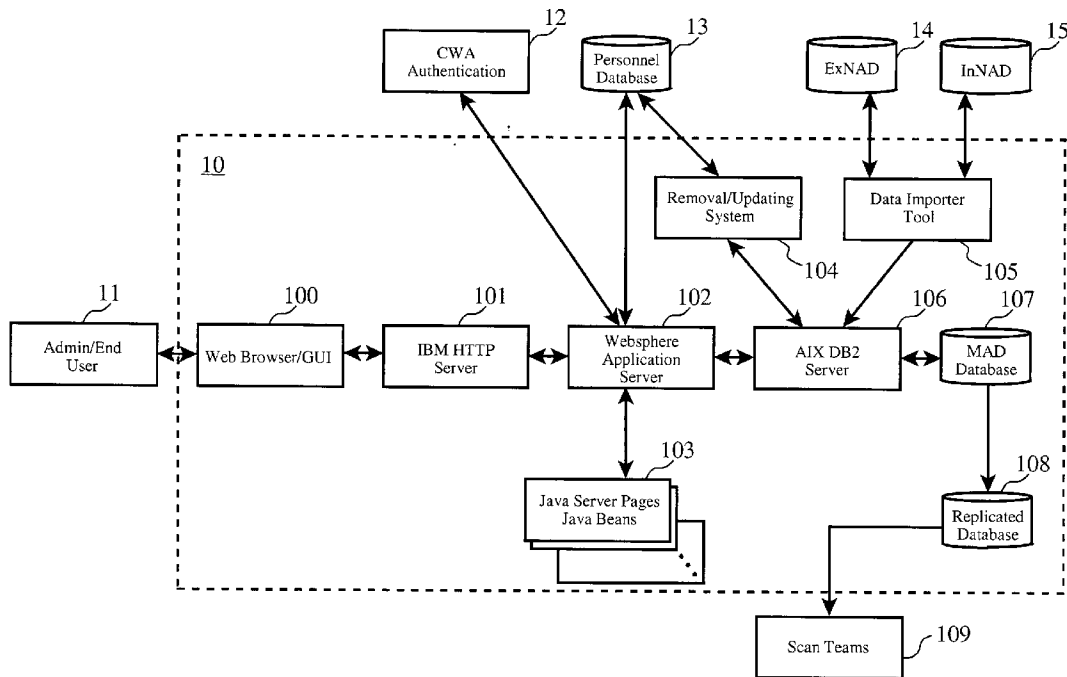 12
CWA
Authentication
13
Personnel
Database
14
ExNAD
15
InNAD
10
Removal/Updating
System
104
Data Importer
Tool
105
11
Admin/End
User
100
Web Browser/GUI
101
IBM HTTP
Server
102
Websphere
Application
Server
106
AIX DB2
Server
107
MAD
Database
103
Java Server Pages
Java Beans
108
Replicated
Database
Scan Teams
109